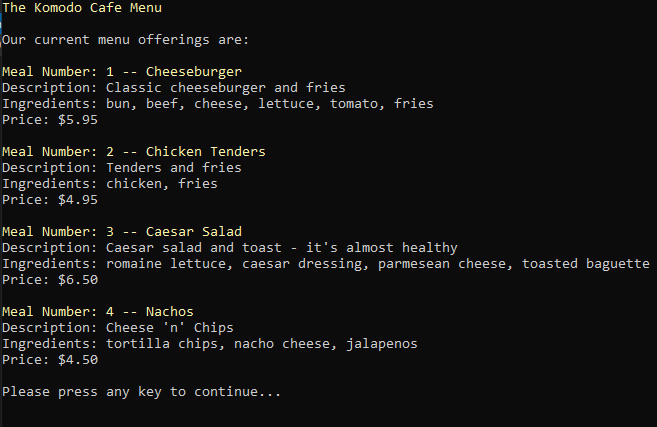 The Komodo Cafe Menu
Our current menu offerings are:
Meal Number: 1 -- Cheeseburger
Description: Classic cheeseburger and fries
Ingredients: bun, beef, cheese, lettuce, tomato, fries
Price: $5.95
Meal Number: 2 -- Chicken Tenders
Description: Tenders and fries
Ingredients: chicken, fries
Price: $4.95
Meal Number: 3 -- Caesar Salad
Description: Caesar salad and toast - it's almost healthy
Ingredients: romaine lettuce, caesar dressing, parmesean cheese, toasted baguette
Price: $6.50
Meal Number: 4 -- Nachos
Description: Cheese 'n' Chips
Ingredients: tortilla chips, nacho cheese, jalapenos
Price: $4.50
Please press any key to continue...